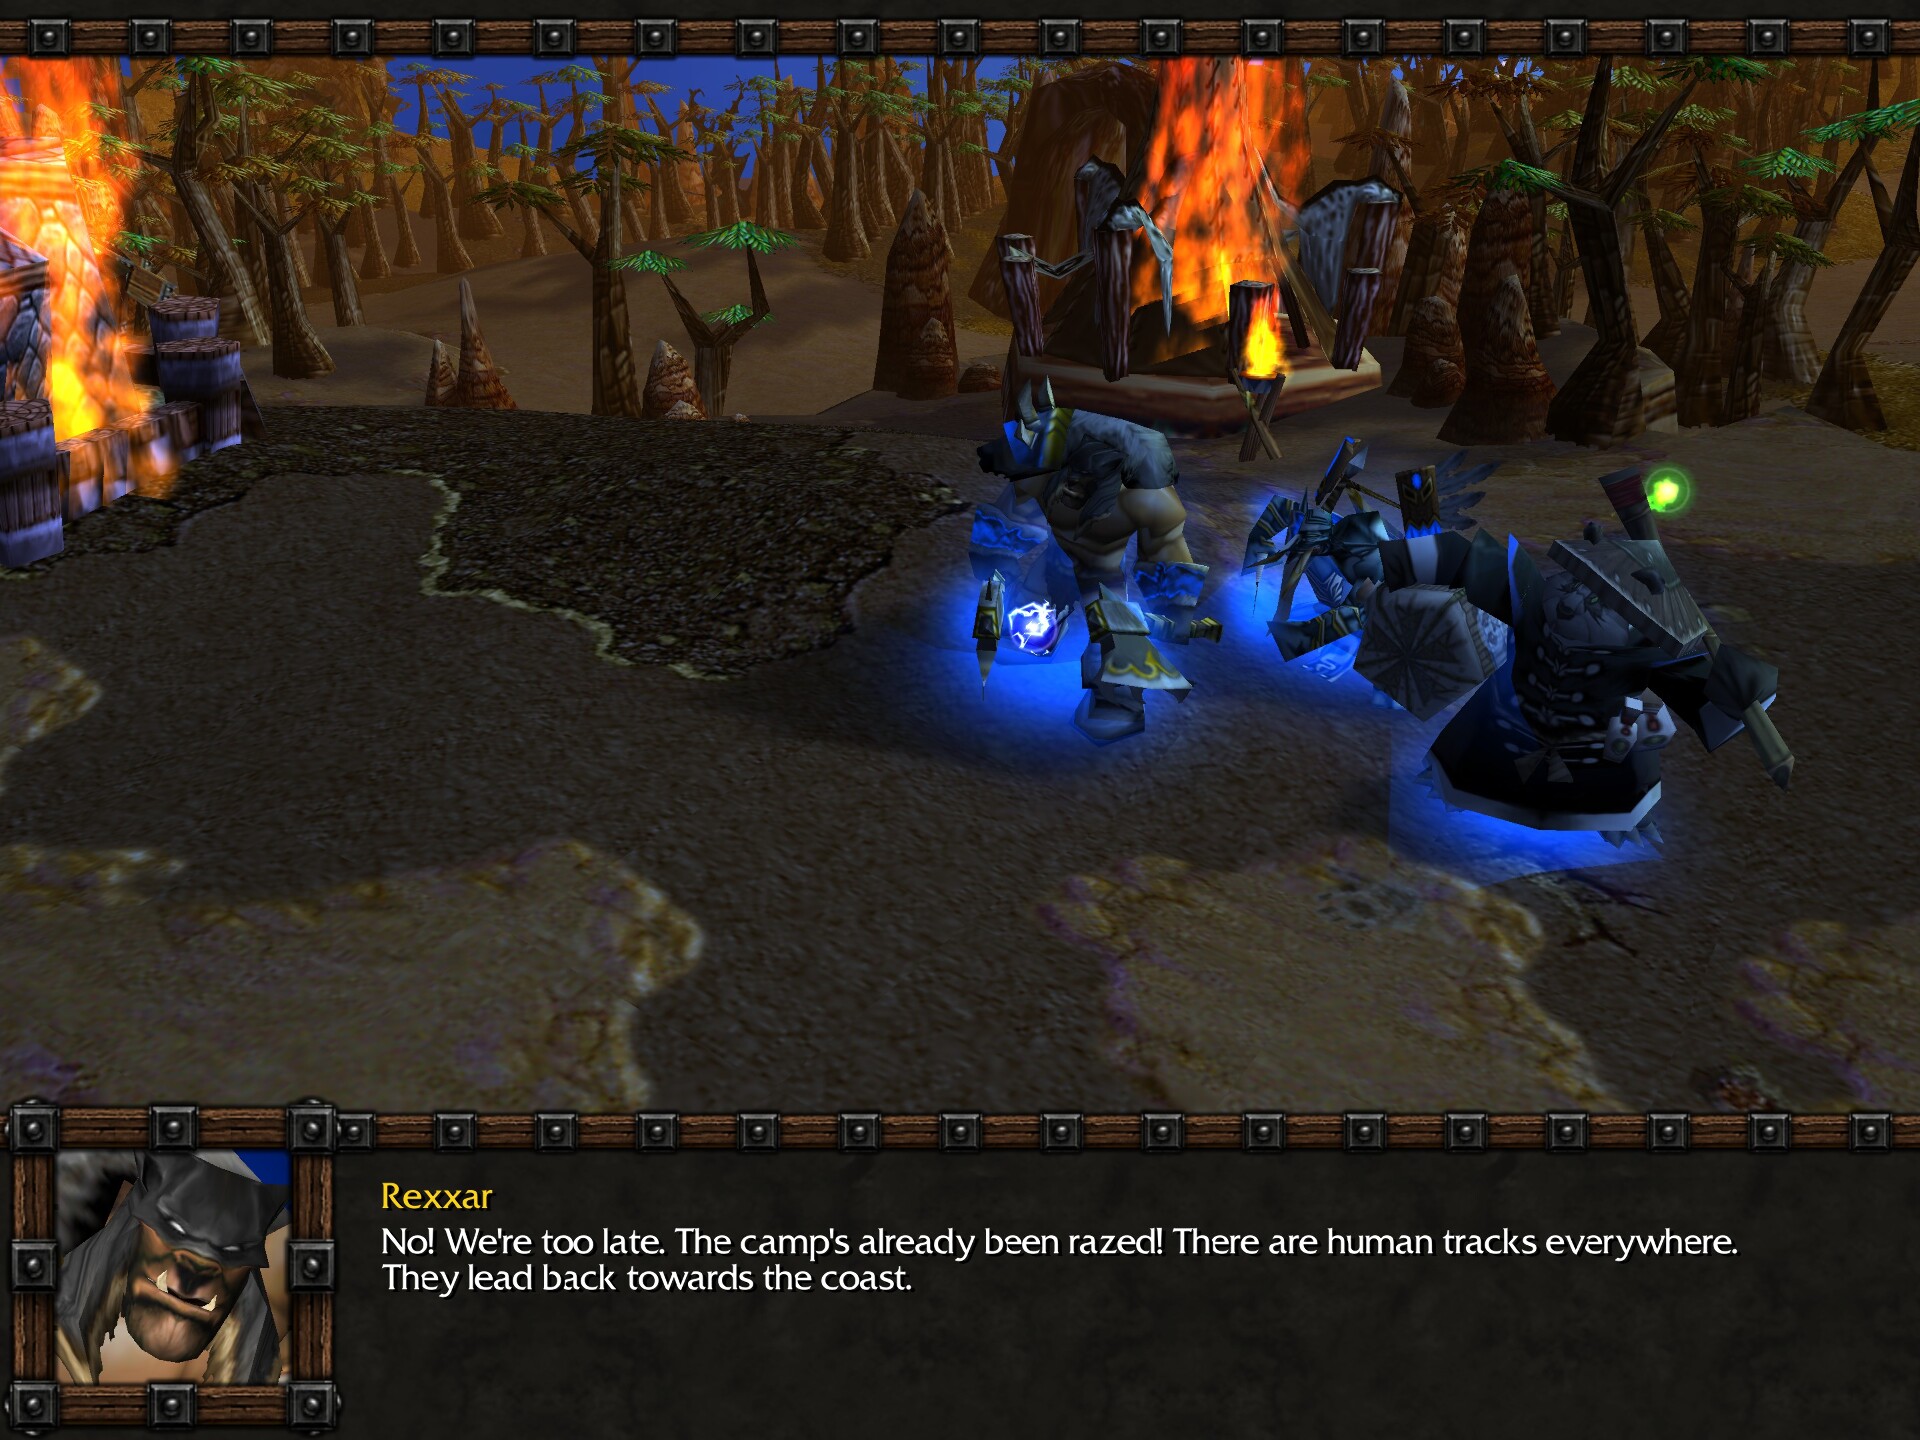 Rexxar
No! We're too late. The camp's already been razed! There are human tracks everywhere.
They lead back towards the coast.